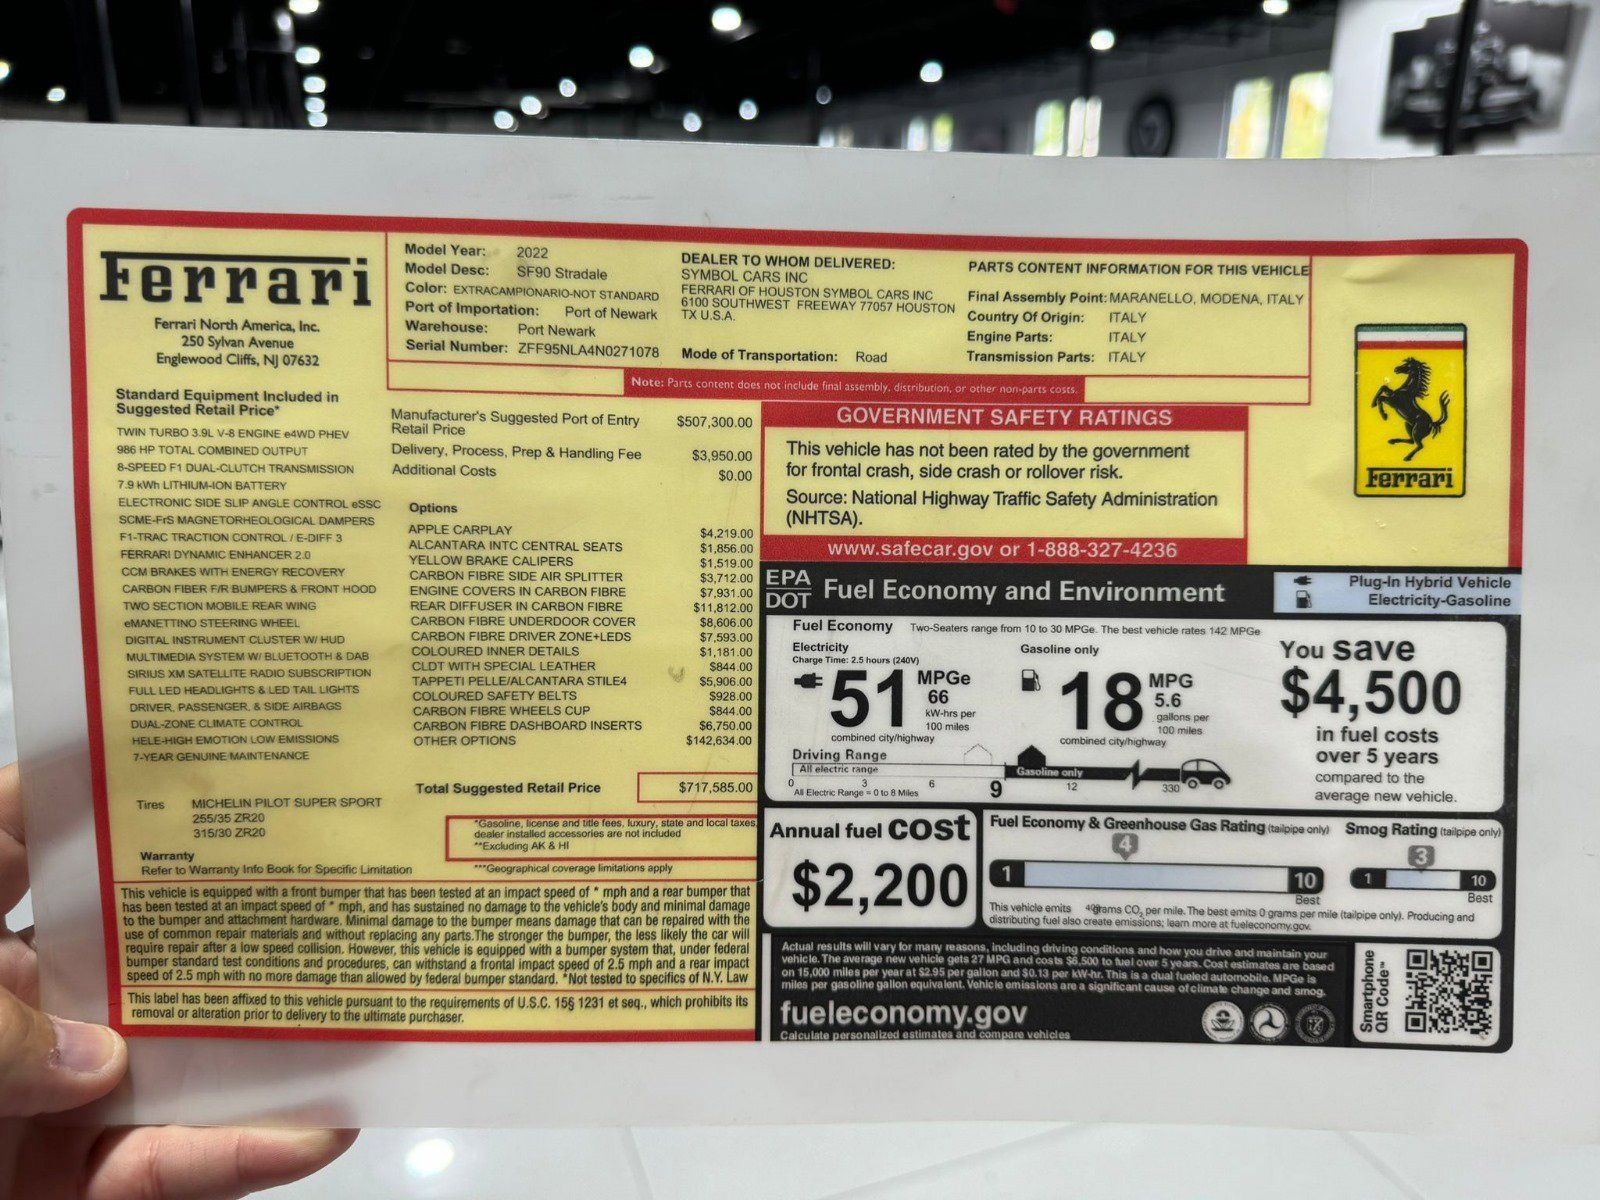 Ferrari
Ferrari North America, Inc.
250 Sylvan Avenue
Englewood Cliffs, NJ 07632
Model Year: 2022
Model Desc: SF90 Stradale
Color: EXTRACAMPIONARIO-NOT STANDARD
Port of Importation: Port of Newark
Warehouse: Port Newark
Serial Number: ZFF95NLA4N0271078
DEALER TO WHOM DELIVERED:
SYMBOL CARS INC
FERRARI OF HOUSTON SYMBOL CARS INC
6100 SOUTHWEST FREEWAY 77057 HOUSTON
TX U.S.A.
Mode of Transportation: Road
PARTS CONTENT INFORMATION FOR THIS VEHICLE
Final Assembly Point: MARANELLO, MODENA, ITALY
Country Of Origin: ITALY
Engine Parts: ITALY
Transmission Parts: ITALY
Note: Parts content does not include final assembly, distribution, or other non-parts costs.
Ferrari
Standard Equipment Included in
Suggested Retail Price*
TWIN TURBO 3.9L V-8 ENGINE e4WD PHEV
986 HP TOTAL COMBINED OUTPUT
8-SPEED F1 DUAL-CLUTCH TRANSMISSION
7.9 kWh LITHIUM-ION BATTERY
ELECTRONIC SIDE SLIP ANGLE CONTROL eSSC
SCME-FrS MAGNETORHEOLOGICAL DAMPERS
F1-TRAC TRACTION CONTROL / E-DIFF 3
FERRARI DYNAMIC ENHANCER 2.0
CCM BRAKES WITH ENERGY RECOVERY
CARBON FIBER F/R BUMPERS & FRONT HOOD
TWO SECTION MOBILE REAR WING
eMANETTINO STEERING WHEEL
DIGITAL INSTRUMENT CLUSTER W/ HUD
MULTIMEDIA SYSTEM W/ BLUETOOTH & DAB
SIRIUS XM SATELLITE RADIO SUBSCRIPTION
FULL LED HEADLIGHTS & LED TAIL LIGHTS
DRIVER, PASSENGER, & SIDE AIRBAGS
DUAL-ZONE CLIMATE CONTROL
HELE-HIGH EMOTION LOW EMISSIONS
7-YEAR GENUINE MAINTENANCE
Tires MICHELIN PILOT SUPER SPORT
255/35 ZR20
315/30 ZR20
Warranty
Refer to Warranty Info Book for Specific Limitation
Manufacturer's Suggested Port of Entry
Retail Price $507,300.00
Delivery, Process, Prep & Handling Fee $3,950.00
Additional Costs $0.00
Options
APPLE CARPLAY $4,219.00
ALCANTARA INTC CENTRAL SEATS $1,856.00
YELLOW BRAKE CALIPERS $1,519.00
CARBON FIBRE SIDE AIR SPLITTER $3,712.00
ENGINE COVERS IN CARBON FIBRE $7,931.00
REAR DIFFUSER IN CARBON FIBRE $11,812.00
CARBON FIBRE UNDERDOOR COVER $8,606.00
CARBON FIBRE DRIVER ZONE+LEDS $7,593.00
COLOURED INNER DETAILS $1,181.00
CLDT WITH SPECIAL LEATHER $844.00
TAPPETI PELLE/ALCANTARA STILE4 $5,906.00
COLOURED SAFETY BELTS $928.00
CARBON FIBRE WHEELS CUP $844.00
CARBON FIBRE DASHBOARD INSERTS $6,750.00
OTHER OPTIONS $142,634.00
Total Suggested Retail Price $717,585.00
*Gasoline, license and title fees, luxury, state and local taxes,
dealer installed accessories are not included
**Excluding AK & HI
***Geographical coverage limitations apply
This vehicle is equipped with a front bumper that has been tested at an impact speed of * mph and a rear bumper that
has been tested at an impact speed of * mph, and has sustained no damage to the vehicle's body and minimal damage
to the bumper and attachment hardware. Minimal damage to the bumper means damage that can be repaired with the
use of common repair materials and without replacing any parts.The stronger the bumper, the less likely the car will
require repair after a low speed collision. However, this vehicle is equipped with a bumper system that, under federal
bumper standard test conditions and procedures, can withstand a frontal impact speed of 2.5 mph and a rear impact
speed of 2.5 mph with no more damage than allowed by federal bumper standard. *Not tested to specifics of N.Y. Law
This label has been affixed to this vehicle pursuant to the requirements of U.S.C. 15§ 1231 et seq., which prohibits its
removal or alteration prior to delivery to the ultimate purchaser.
GOVERNMENT SAFETY RATINGS
This vehicle has not been rated by the government
for frontal crash, side crash or rollover risk.
Source: National Highway Traffic Safety Administration
(NHTSA).
www.safecar.gov or 1-888-327-4236
EPA
DOT Fuel Economy and Environment
Plug-In Hybrid Vehicle
Electricity-Gasoline
Fuel Economy Two-Seaters range from 10 to 30 MPGe. The best vehicle rates 142 MPGe
Electricity
Charge Time: 2.5 hours (240V)
51 MPGe
66
kW-hrs per
100 miles
combined city/highway
Gasoline only
18 MPG
5.6
gallons per
100 miles
combined city/highway
You save
$4,500
in fuel costs
over 5 years
compared to the
average new vehicle.
Driving Range
All electric range
Gasoline only
0 3 6 9 12 330
All Electric Range = 0 to 8 Miles
Annual fuel cost
$2,200
Fuel Economy & Greenhouse Gas Rating (tailpipe only)
4
1 10
Best
Smog Rating (tailpipe only)
3
1 10
Best
This vehicle emits grams CO2 per mile. The best emits 0 grams per mile (tailpipe only). Producing and
distributing fuel also create emissions; learn more at fueleconomy.gov.
Actual results will vary for many reasons, including driving conditions and how you drive and maintain your
vehicle. The average new vehicle gets 27 MPG and costs $6,500 to fuel over 5 years. Cost estimates are based
on 15,000 miles per year at $2.95 per gallon and $0.13 per kW-hr. This is a dual fueled automobile. MPGe is
miles per gasoline gallon equivalent. Vehicle emissions are a significant cause of climate change and smog.
fueleconomy.gov
Calculate personalized estimates and compare vehicles
Smartphone
QR Code™